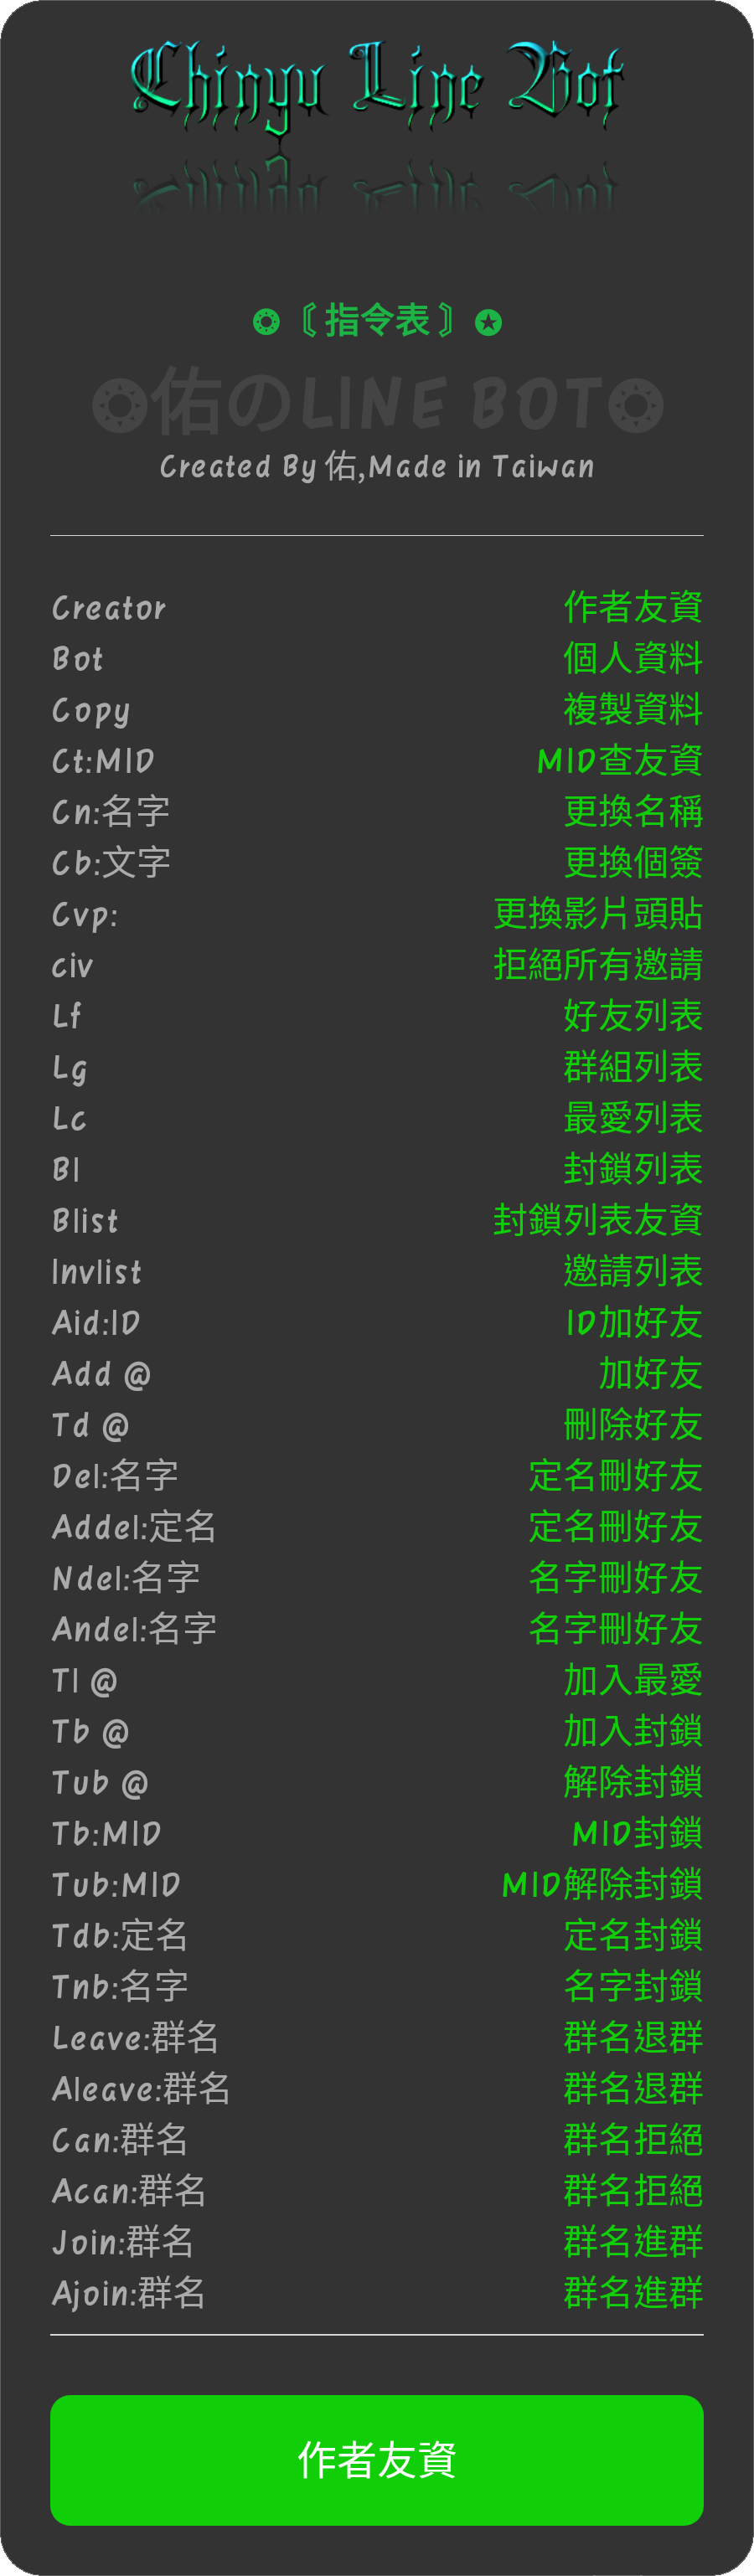 Chinyu Line Bot
❂〘指令表〙✪
❂佑のLINE BOT❂
Created By 佑,Made in Taiwan
Creator 作者友資
Bot 個人資料
Copy 複製資料
Ct:MID MID查友資
Cn:名字 更換名稱
Cb:文字 更換個簽
Cvp: 更換影片頭貼
civ 拒絕所有邀請
Lf 好友列表
Lg 群組列表
Lc 最愛列表
Bl 封鎖列表
Blist 封鎖列表友資
Invlist 邀請列表
Aid:ID ID加好友
Add @ 加好友
Td @ 刪除好友
Del:名字 定名刪好友
Addel:定名 定名刪好友
Ndel:名字 名字刪好友
Andel:名字 名字刪好友
Tl @ 加入最愛
Tb @ 加入封鎖
Tub @ 解除封鎖
Tb:MID MID封鎖
Tub:MID MID解除封鎖
Tdb:定名 定名封鎖
Tnb:名字 名字封鎖
Leave:群名 群名退群
Aleave:群名 群名退群
Can:群名 群名拒絕
Acan:群名 群名拒絕
Join:群名 群名進群
Ajoin:群名 群名進群
作者友資